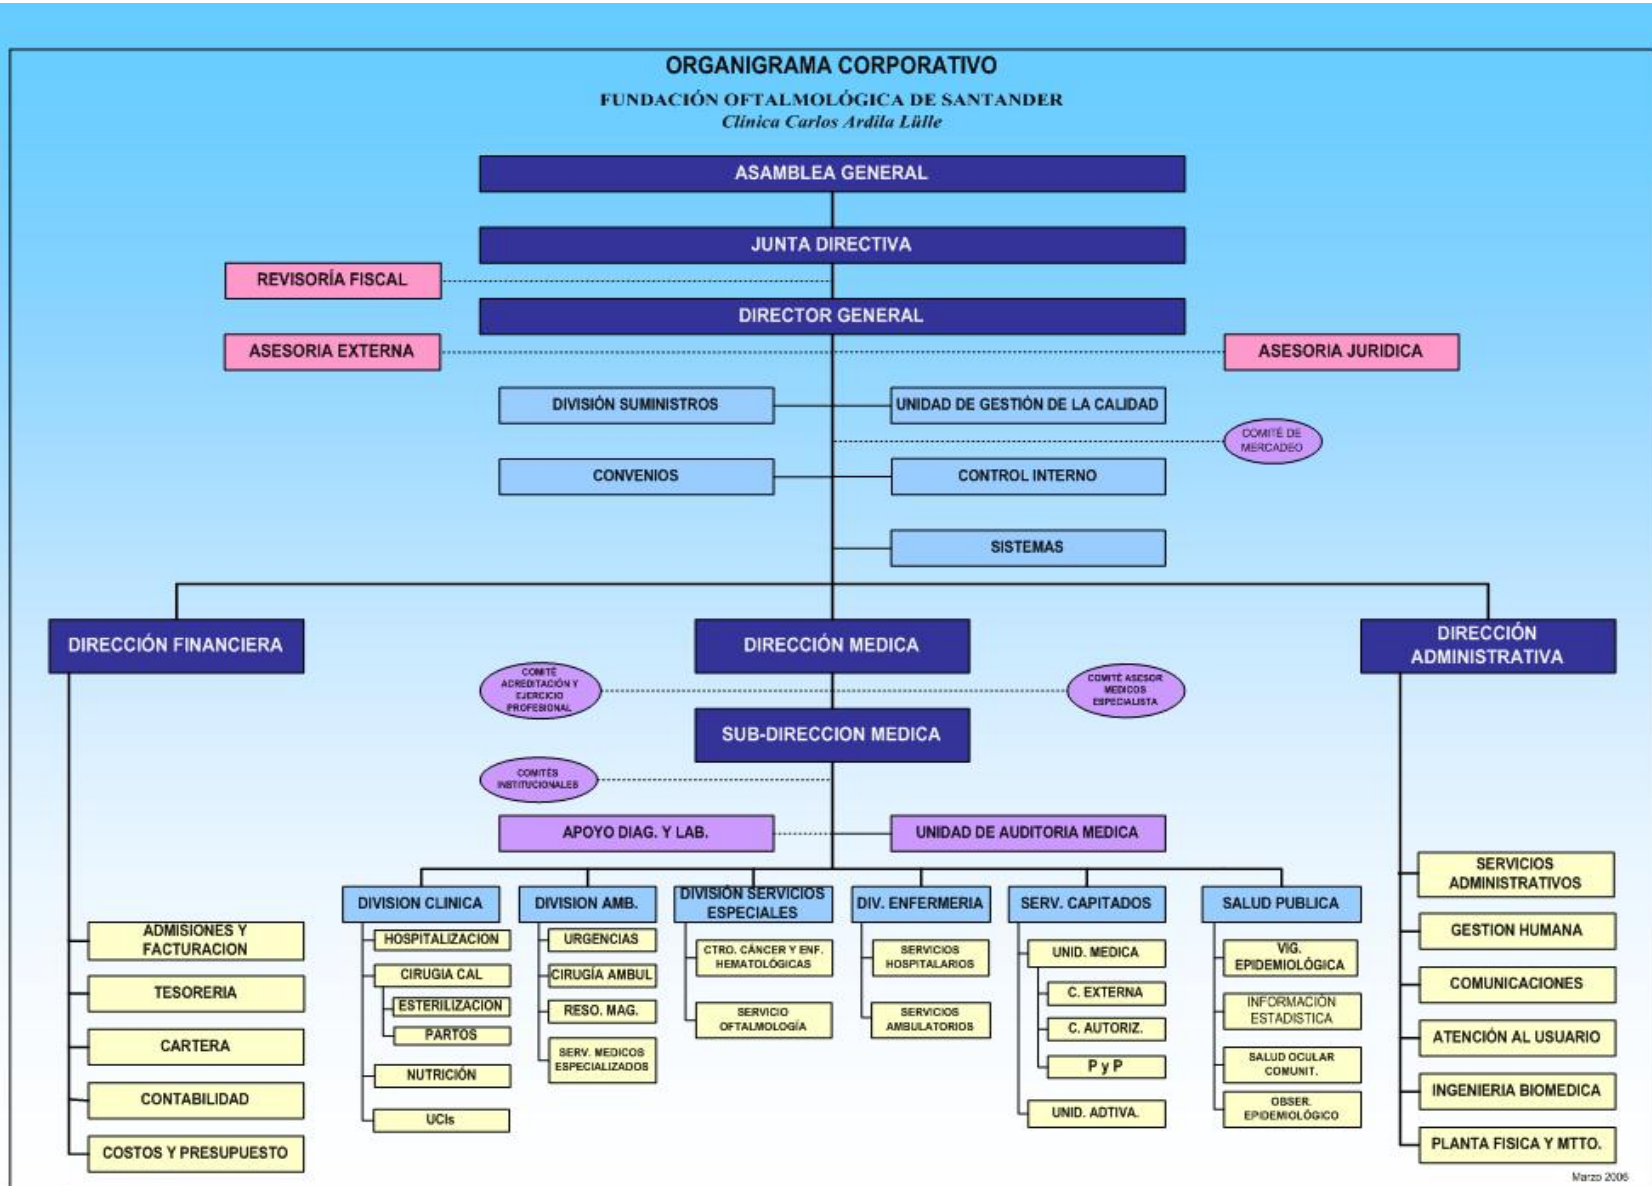 ORGANIGRAMA CORPORATIVO
FUNDACIÓN OFTALMOLÓGICA DE SANTANDER
Clínica Carlos Ardila Lülle
ASAMBLEA GENERAL
JUNTA DIRECTIVA
REVISORÍA FISCAL
DIRECTOR GENERAL
ASESORIA EXTERNA
ASESORIA JURIDICA
DIVISIÓN SUMINISTROS
UNIDAD DE GESTIÓN DE LA CALIDAD
COMITÉ DE
MERCADEO
CONVENIOS
CONTROL INTERNO
SISTEMAS
DIRECCIÓN FINANCIERA
DIRECCIÓN MEDICA
DIRECCIÓN
ADMINISTRATIVA
COMITÉ
ACREDITACIÓN Y
EJERCICIO
PROFESIONAL
COMITÉ ASESOR
MEDICOS
ESPECIALISTA
SUB-DIRECCION MEDICA
COMITÉS
INSTITUCIONALES
APOYO DIAG. Y LAB.
UNIDAD DE AUDITORIA MEDICA
ADMISIONES Y
FACTURACION
TESORERIA
CARTERA
CONTABILIDAD
COSTOS Y PRESUPUESTO
DIVISION CLINICA
HOSPITALIZACION
CIRUGIA CAL
ESTERILIZACION
PARTOS
NUTRICIÓN
UCIs
DIVISION AMB.
URGENCIAS
CIRUGÍA AMBUL
RESO. MAG.
SERV. MEDICOS
ESPECIALIZADOS
DIVISIÓN SERVICIOS
ESPECIALES
CTRO. CÁNCER Y ENF.
HEMATOLÓGICAS
SERVICIO
OFTALMOLOGÍA
DIV. ENFERMERIA
SERVICIOS
HOSPITALARIOS
SERVICIOS
AMBULATORIOS
SERV. CAPITADOS
UNID. MEDICA
C. EXTERNA
C. AUTORIZ.
P y P
UNID. ADTIVA.
SALUD PUBLICA
VIG.
EPIDEMIOLÓGICA
INFORMACIÓN
ESTADISTICA
SALUD OCULAR
COMUNIT.
OBSER.
EPIDEMIOLÓGICO
SERVICIOS
ADMINISTRATIVOS
GESTION HUMANA
COMUNICACIONES
ATENCIÓN AL USUARIO
INGENIERIA BIOMEDICA
PLANTA FISICA Y MTTO.
Marzo 2006